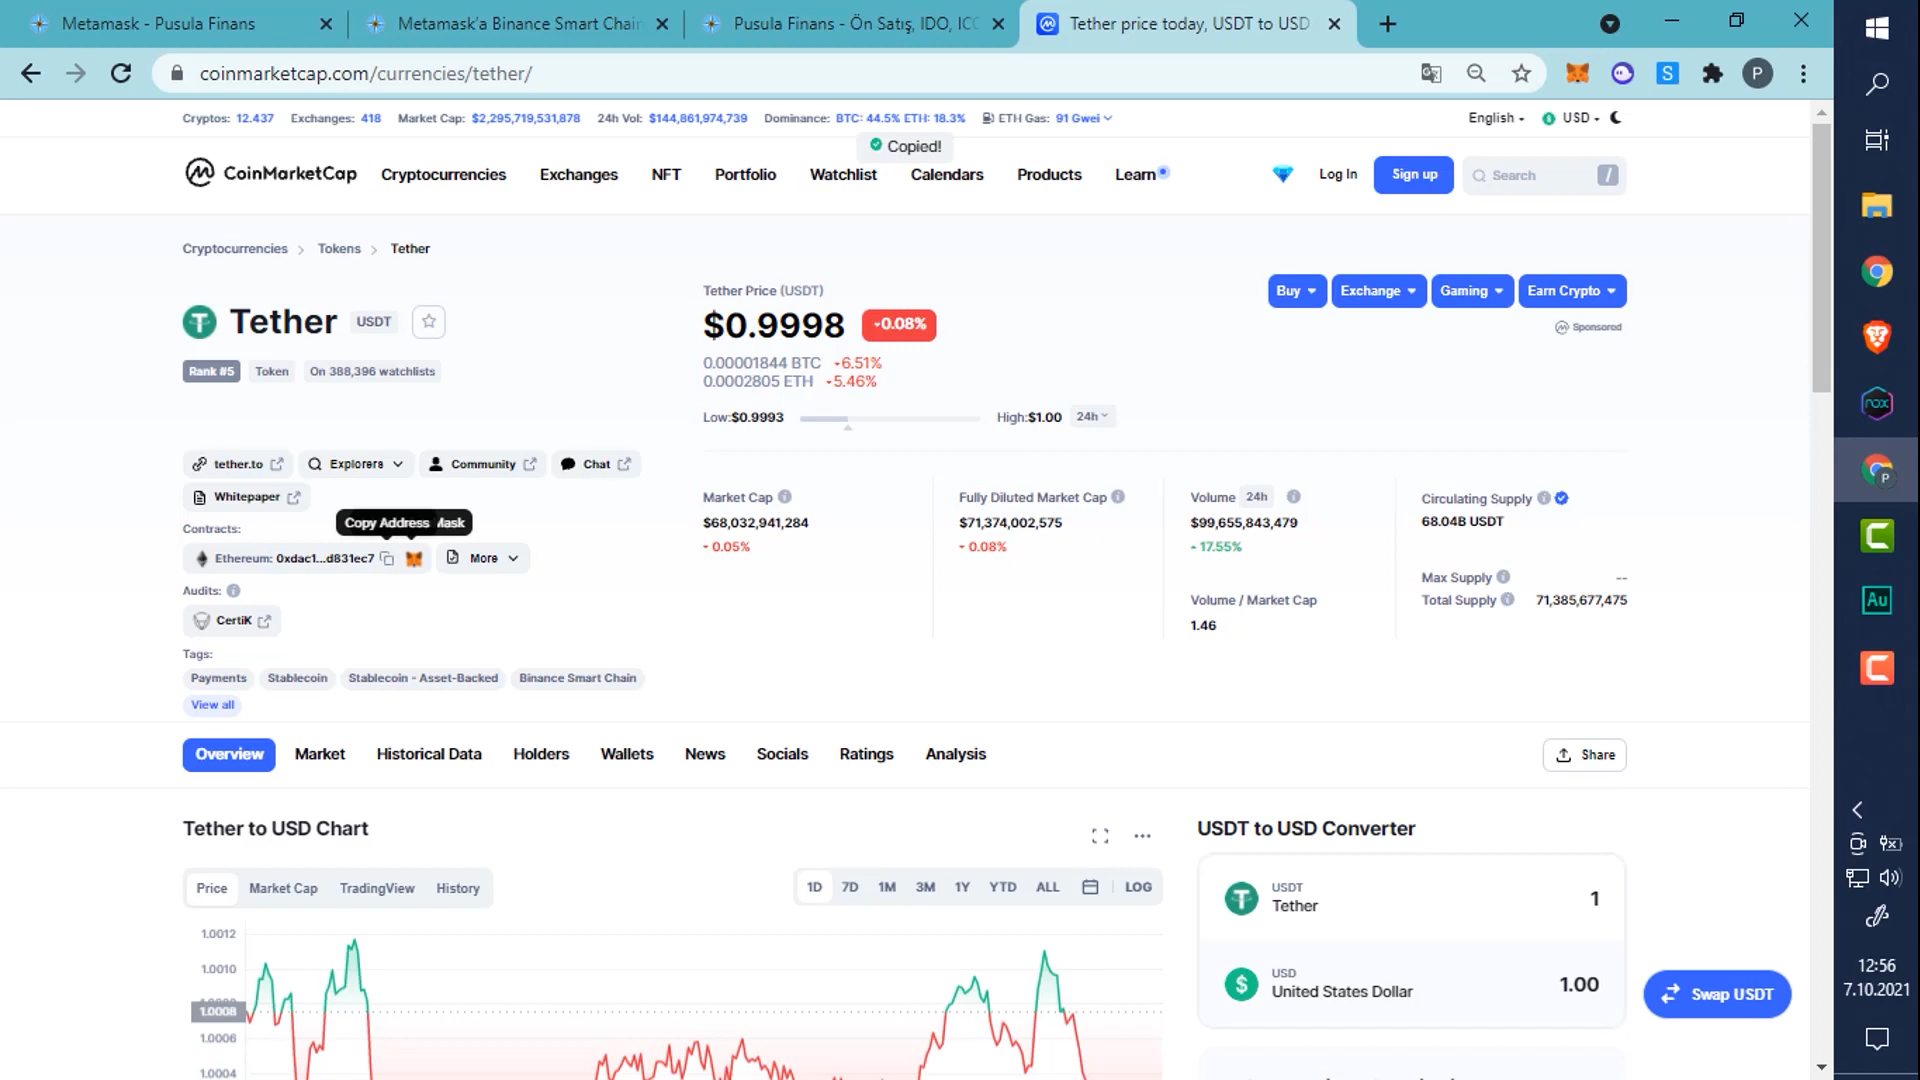 Metamask - Pusula Finans
Metamask'a Binance Smart Chain
Pusula Finans - Ön Satış, IDO, ICO
Tether price today, USDT to USD
coinmarketcap.com/currencies/tether/
S
P
Cryptos: 12.437 Exchanges: 418 Market Cap: $2,295,719,531,878 24h Vol: $144,861,974,739 Dominance: BTC: 44.5% ETH: 18.3% ETH Gas: 91 Gwei
English
USD
Copied!
CoinMarketCap
Cryptocurrencies Exchanges NFT Portfolio Watchlist Calendars Products Learn
Log In
Sign up
Search /
Cryptocurrencies > Tokens > Tether
Tether USDT
Rank #5 Token On 388,396 watchlists
Tether Price (USDT)
$0.9998 0.08%
0.00001844 BTC 6.51%
0.0002805 ETH 5.46%
Low:$0.9993 High:$1.00 24h
Buy Exchange Gaming Earn Crypto
Sponsored
tether.to Explorers Community Chat
Whitepaper
Contracts:
Copy Address Mask
Ethereum: 0xdac1...d831ec7 More
Audits:
CertiK
Tags:
Payments Stablecoin Stablecoin - Asset-Backed Binance Smart Chain
View all
Market Cap
$68,032,941,284
0.05%
Fully Diluted Market Cap
$71,374,002,575
0.08%
Volume 24h
$99,655,843,479
17.55%
Volume / Market Cap
1.46
Circulating Supply
68.04B USDT
Max Supply --
Total Supply 71,385,677,475
Overview Market Historical Data Holders Wallets News Socials Ratings Analysis
Share
Tether to USD Chart
Price Market Cap TradingView History
1D 7D 1M 3M 1Y YTD ALL LOG
1.0012
1.0010
1.0008
1.0006
1.0004
USDT to USD Converter
USDT
Tether 1
USD
United States Dollar 1.00
Swap USDT
nox
P
Au
12:56
7.10.2021